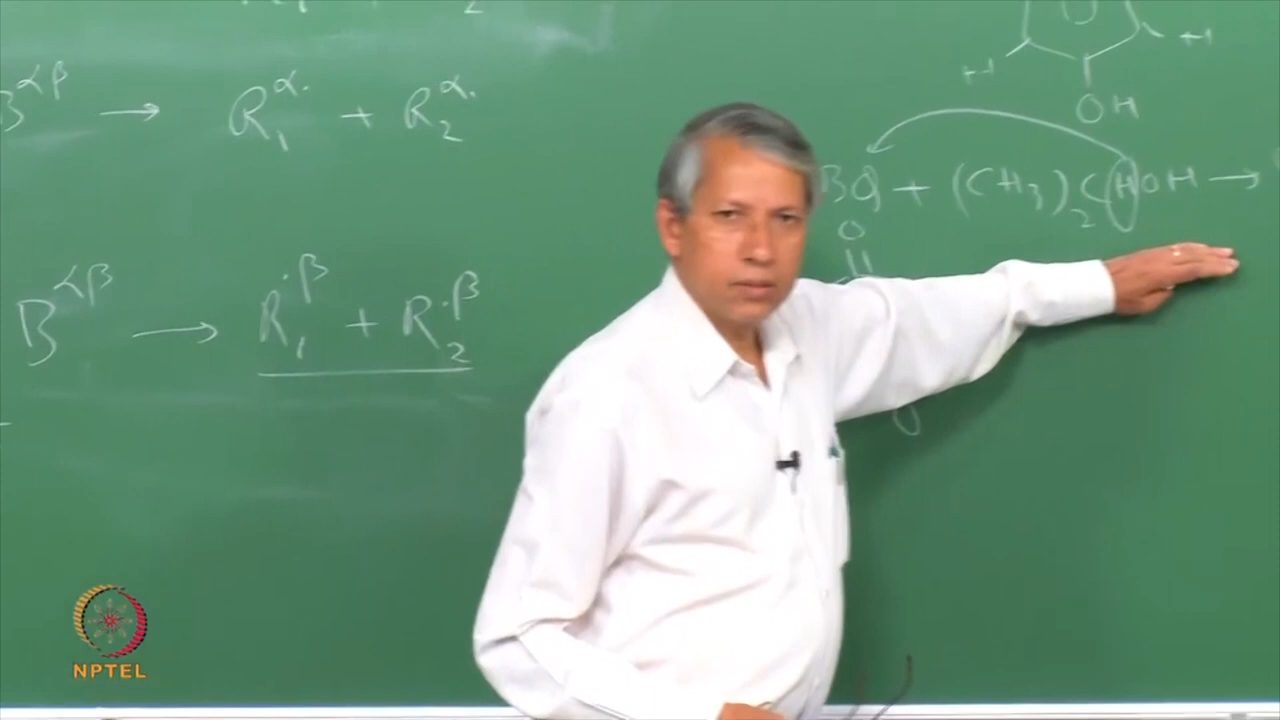 B^{αβ} → R₁^{α·} + R₂^{α·}
B^{αβ} → R₁^{·β} + R₂^{·β}
H
H
OH
BQ + (CH₃)₂CHOH →
O
O
NPTEL